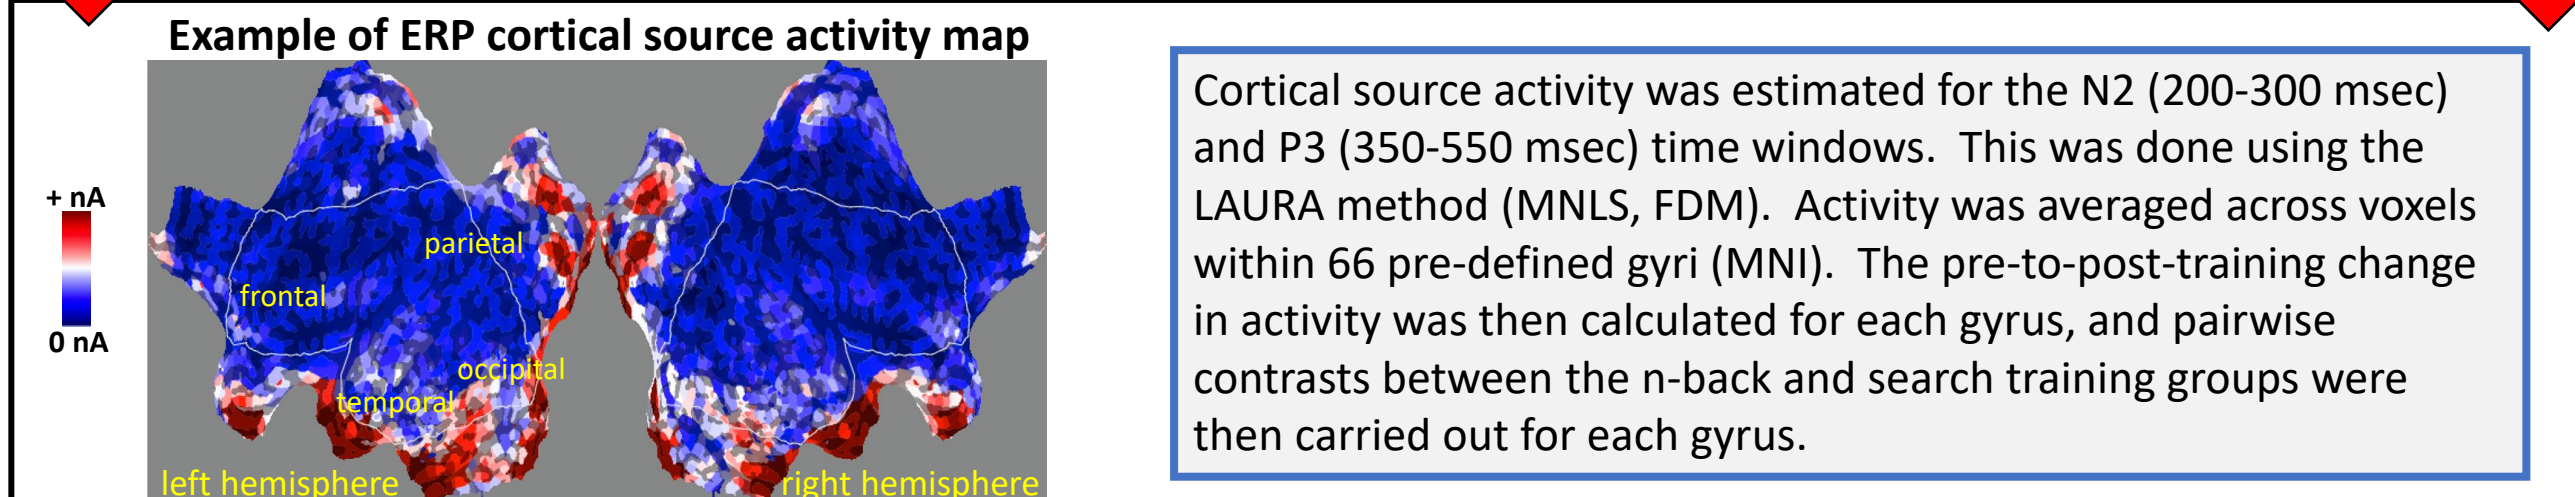 Example of ERP cortical source activity map
+ nA
0 nA
parietal
frontal
occipital
temporal
left hemisphere
right hemisphere
Cortical source activity was estimated for the N2 (200-300 msec)
and P3 (350-550 msec) time windows.  This was done using the
LAURA method (MNLS, FDM).  Activity was averaged across voxels
within 66 pre-defined gyri (MNI).  The pre-to-post-training change
in activity was then calculated for each gyrus, and pairwise
contrasts between the n-back and search training groups were
then carried out for each gyrus.